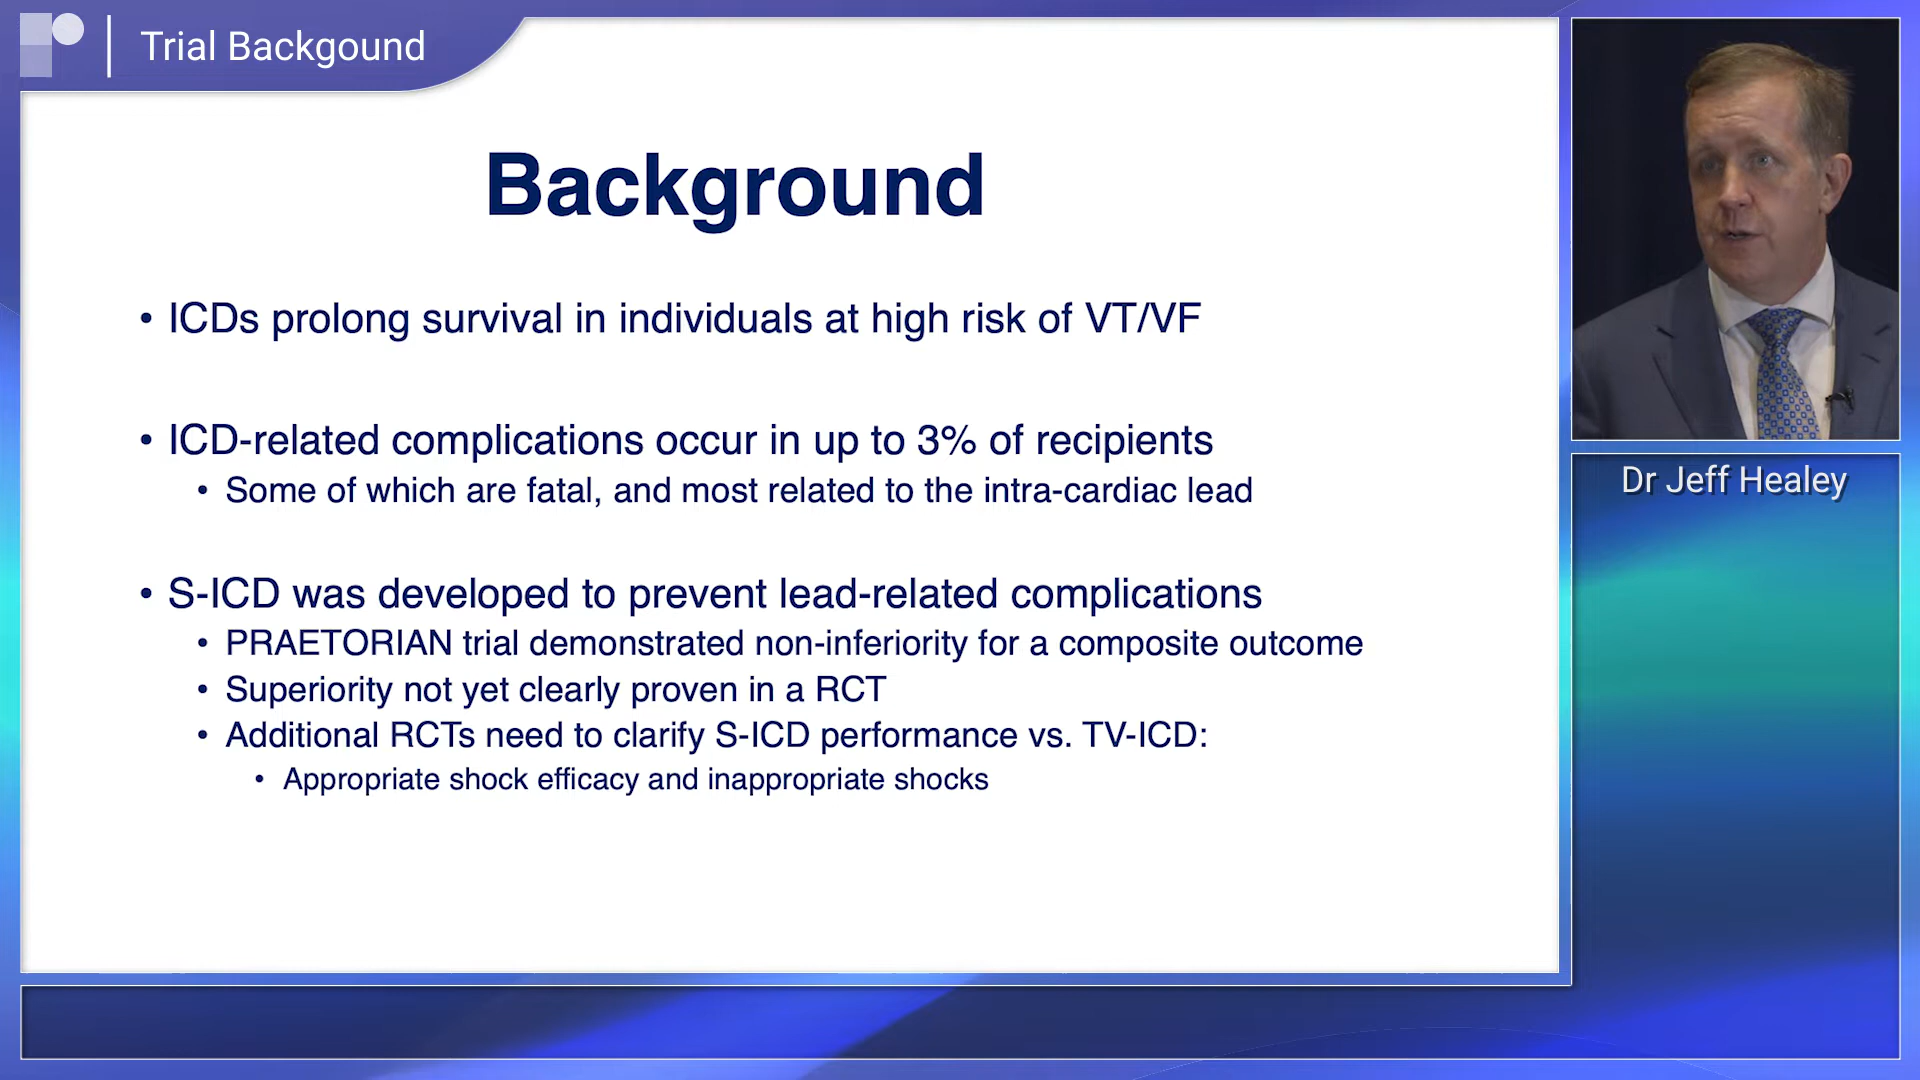 Trial Backgound
Background
• ICDs prolong survival in individuals at high risk of VT/VF
• ICD-related complications occur in up to 3% of recipients
• Some of which are fatal, and most related to the intra-cardiac lead
• S-ICD was developed to prevent lead-related complications
• PRAETORIAN trial demonstrated non-inferiority for a composite outcome
• Superiority not yet clearly proven in a RCT
• Additional RCTs need to clarify S-ICD performance vs. TV-ICD:
• Appropriate shock efficacy and inappropriate shocks
Dr Jeff Healey